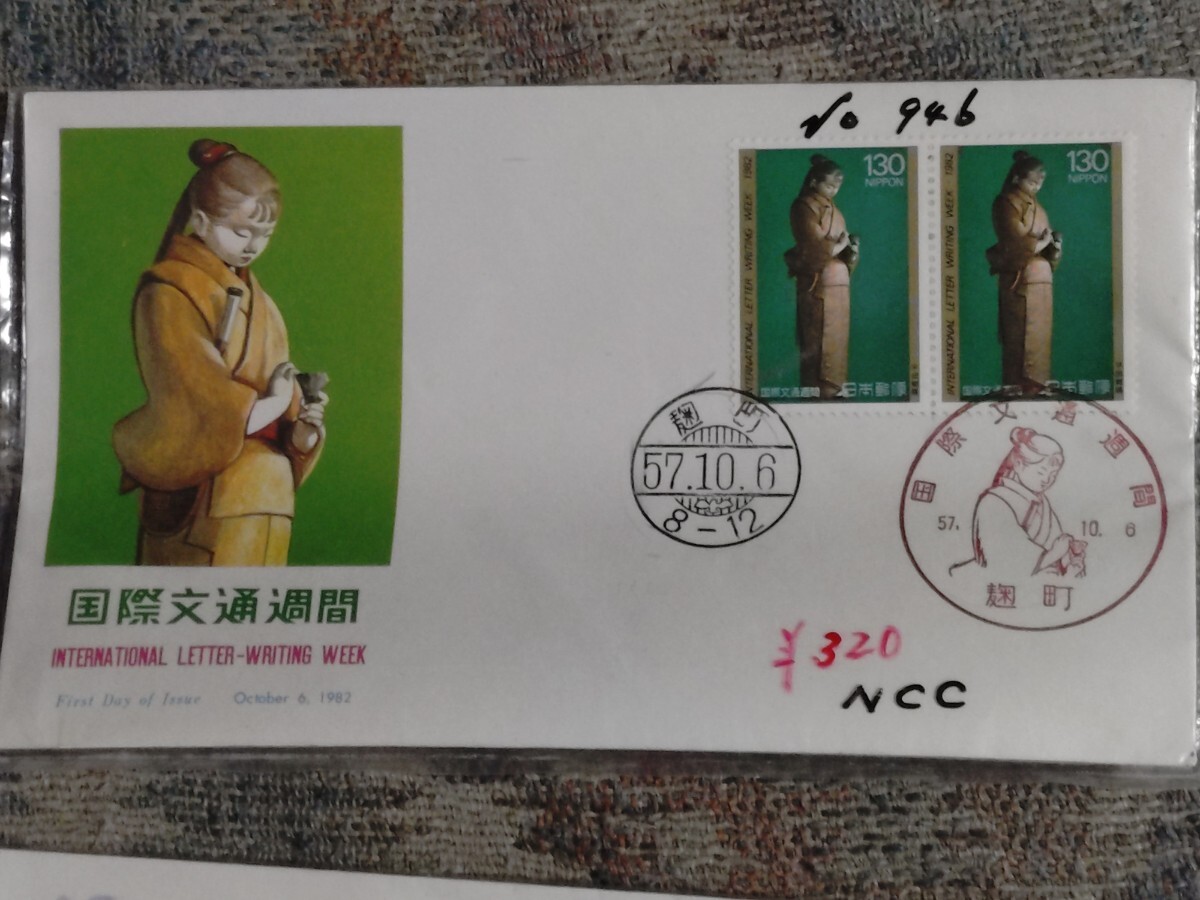 No 946
130
NIPPON
INTERNATIONAL LETTER WRITING WEEK 1982
国際文通週間
日本郵便
130
NIPPON
INTERNATIONAL LETTER WRITING WEEK 1982
国際文通週間
日本郵便
麹町
57.10.6
8-12
国際文通週間
57. 10. 6
麹町
国際文通週間
INTERNATIONAL LETTER-WRITING WEEK
First Day of Issue October 6, 1982
¥320
NCC